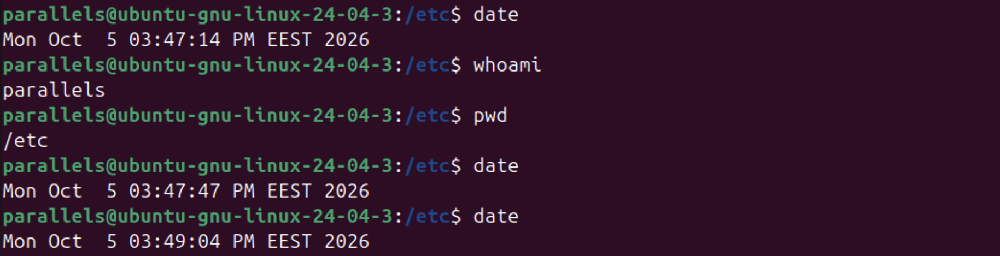 parallels@ubuntu-gnu-linux-24-04-3:/etc$ date
Mon Oct  5 03:47:14 PM EEST 2026
parallels@ubuntu-gnu-linux-24-04-3:/etc$ whoami
parallels
parallels@ubuntu-gnu-linux-24-04-3:/etc$ pwd
/etc
parallels@ubuntu-gnu-linux-24-04-3:/etc$ date
Mon Oct  5 03:47:47 PM EEST 2026
parallels@ubuntu-gnu-linux-24-04-3:/etc$ date
Mon Oct  5 03:49:04 PM EEST 2026